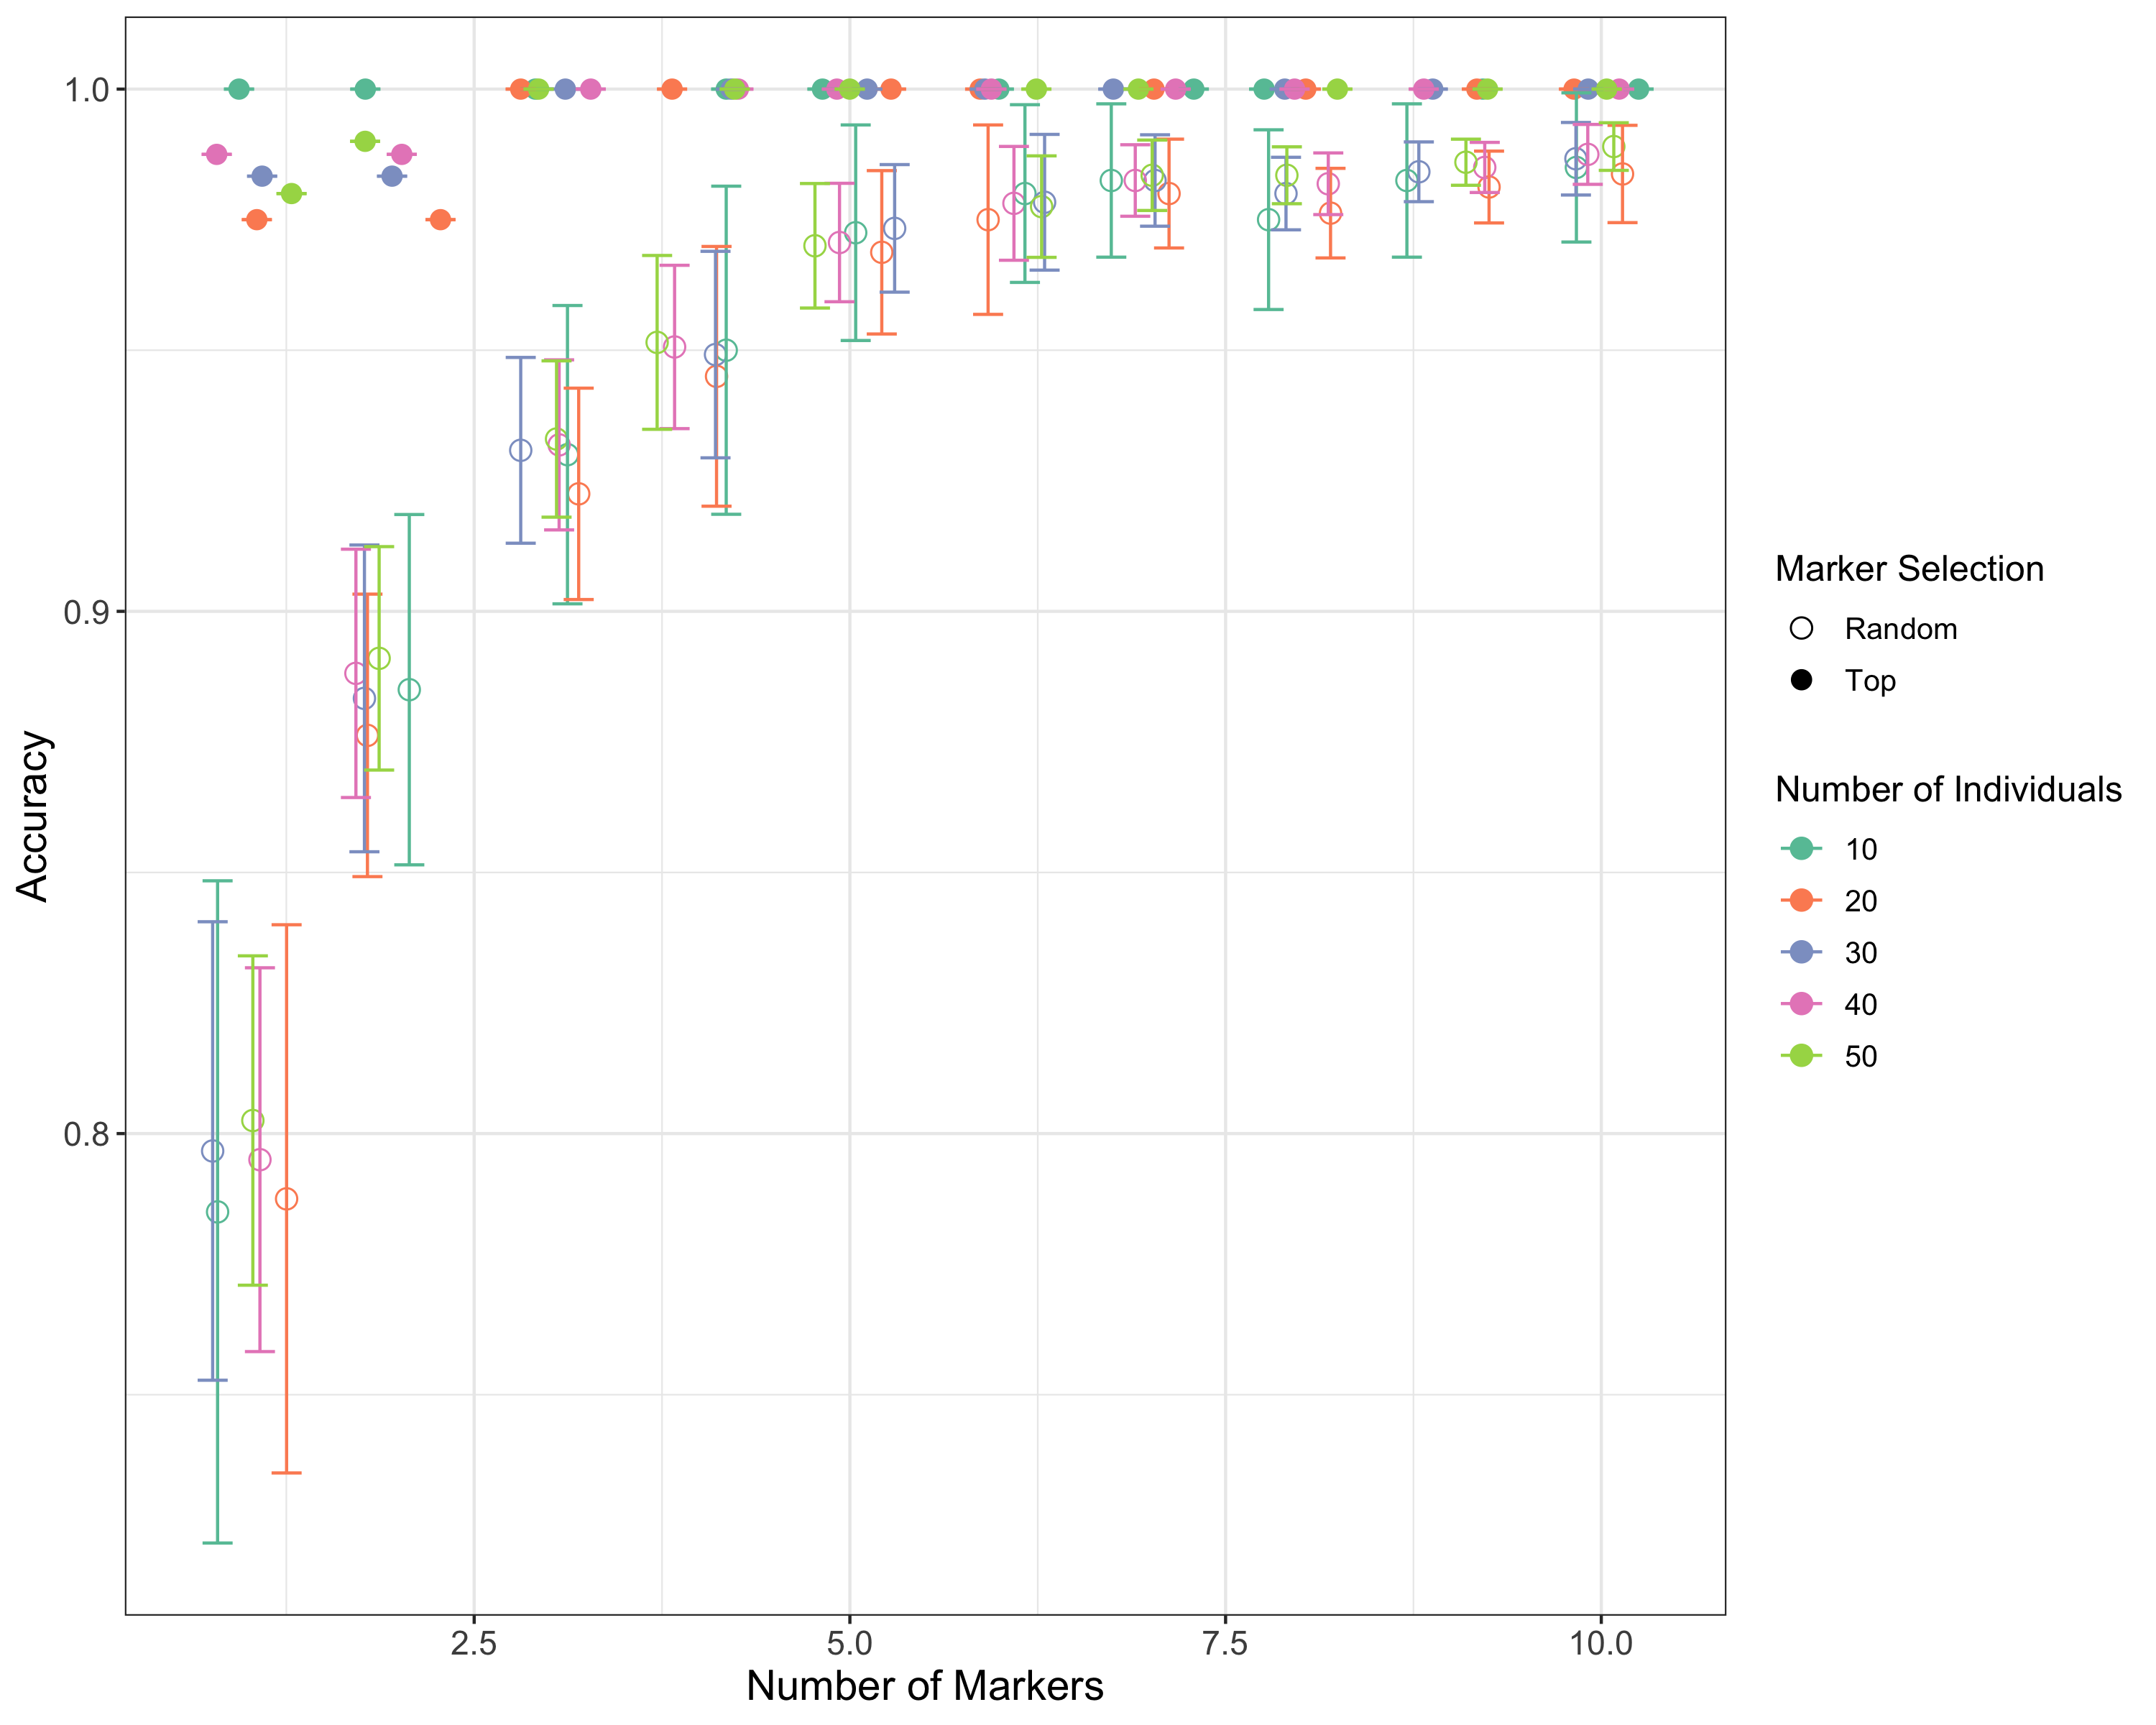 1.0
0.9
0.8
Accuracy
2.5
5.0
7.5
10.0
Number of Markers
Marker Selection
Random
Top
Number of Individuals
10
20
30
40
50